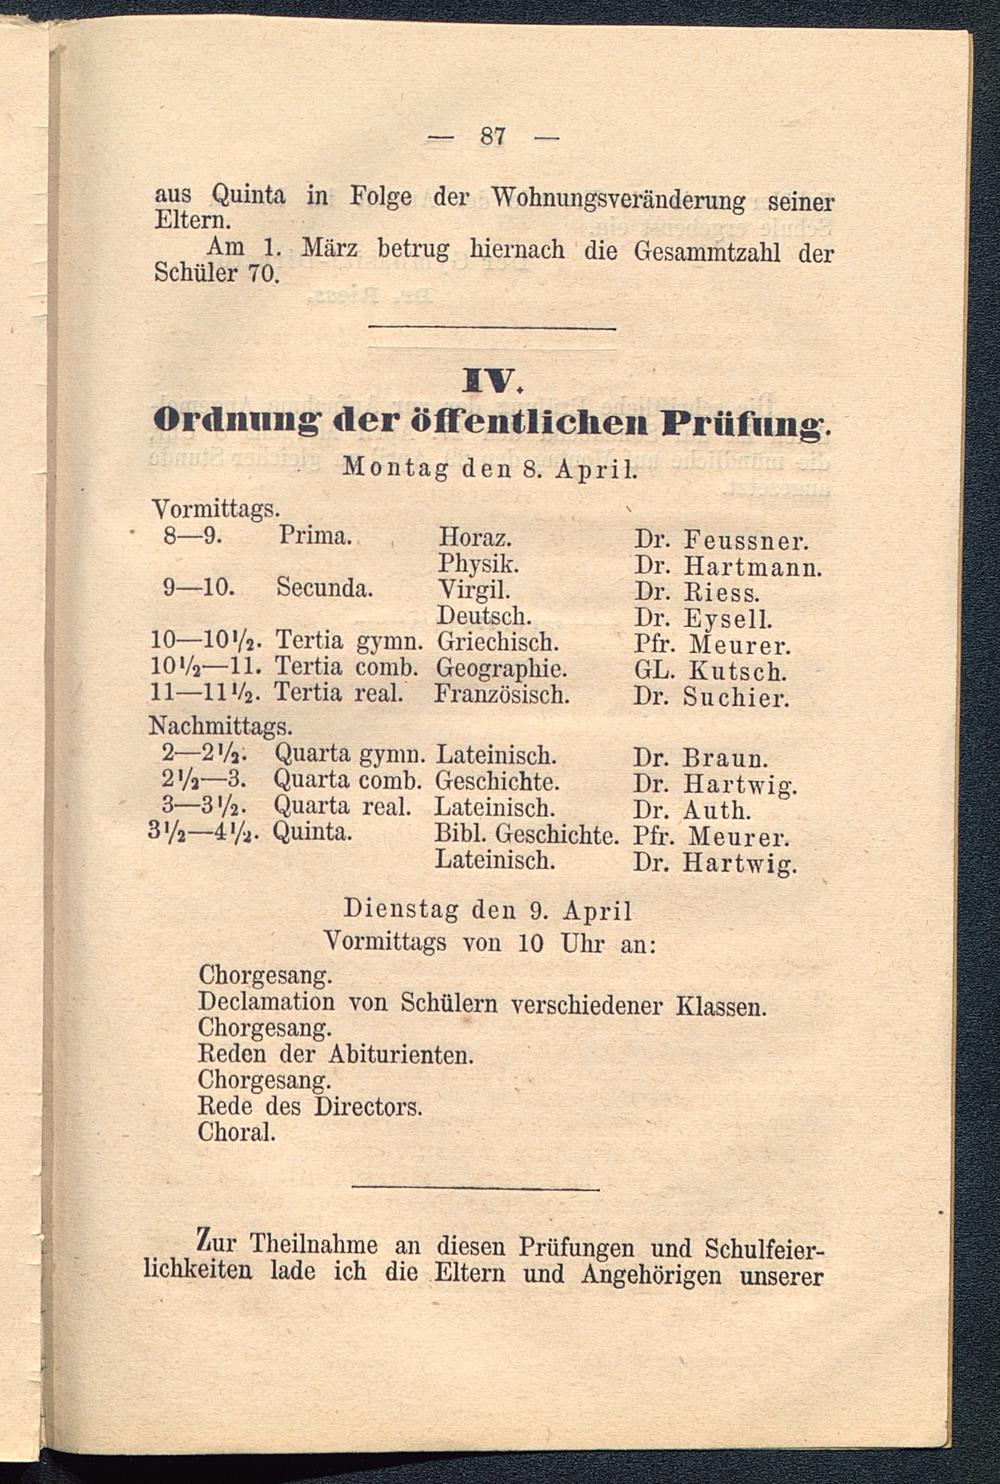 — 87 —
aus Quinta in Folge der Wohnungsveränderung seiner
Eltern.
Am 1. März betrug hiernach die Gesammtzahl der
Schüler 70.
IV.
Ordnung der öffentlichen Prüfung.
Montag den 8. April.
Vormittags.
8—9. Prima. Horaz. Dr. Feussner.
Physik. Dr. Hartmann.
9—10. Secunda. Virgil. Dr. Riess.
Deutsch. Dr. Eysell.
10—10½. Tertia gymn. Griechisch. Pfr. Meurer.
10½—11. Tertia comb. Geographie. GL. Kutsch.
11—11½. Tertia real. Französisch. Dr. Suchier.
Nachmittags.
2—2½. Quarta gymn. Lateinisch. Dr. Braun.
2½—3. Quarta comb. Geschichte. Dr. Hartwig.
3—3½. Quarta real. Lateinisch. Dr. Auth.
3½—4½. Quinta. Bibl. Geschichte. Pfr. Meurer.
Lateinisch. Dr. Hartwig.
Dienstag den 9. April
Vormittags von 10 Uhr an:
Chorgesang.
Declamation von Schülern verschiedener Klassen.
Chorgesang.
Reden der Abiturienten.
Chorgesang.
Rede des Directors.
Choral.
Zur Theilnahme an diesen Prüfungen und Schulfeier-
lichkeiten lade ich die Eltern und Angehörigen unserer